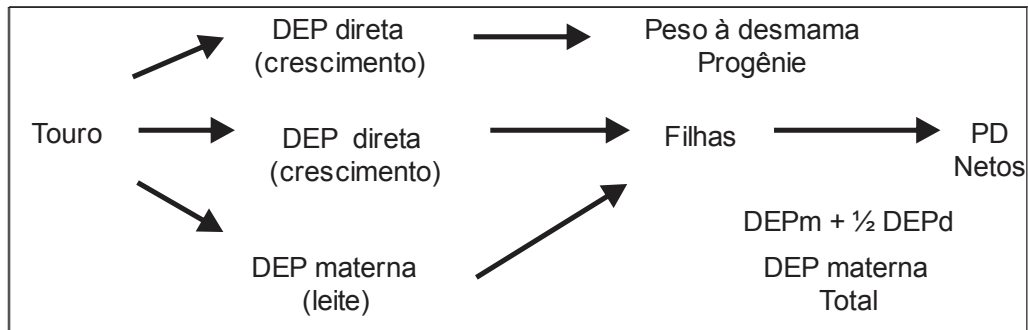 DEP direta
(crescimento)
Peso à desmama
Progênie
Touro
DEP direta
(crescimento)
Filhas
PD
Netos
DEP materna
(leite)
DEPm + ½ DEPd
DEP materna
Total